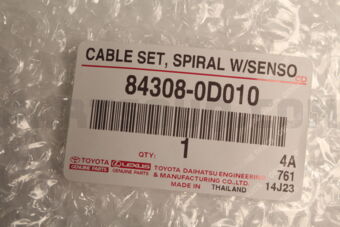 CABLE SET, SPIRAL W/SENSO
CD
84308-0D010
QTY: 1
4A
TOYOTA LEXUS TOYOTA DAIHATSU ENGINEERING 761
GENUINE PARTS GENUINE PARTS & MANUFACTURING CO.,LTD.
MADE IN THAILAND 14J23